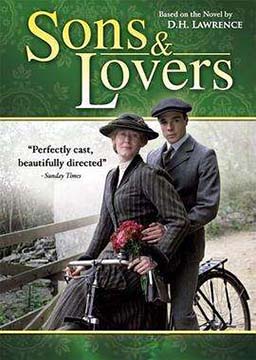 Based on the Novel by
D.H. LAWRENCE
Sons &
Lovers
"Perfectly cast,
beautifully directed"
- Sunday Times